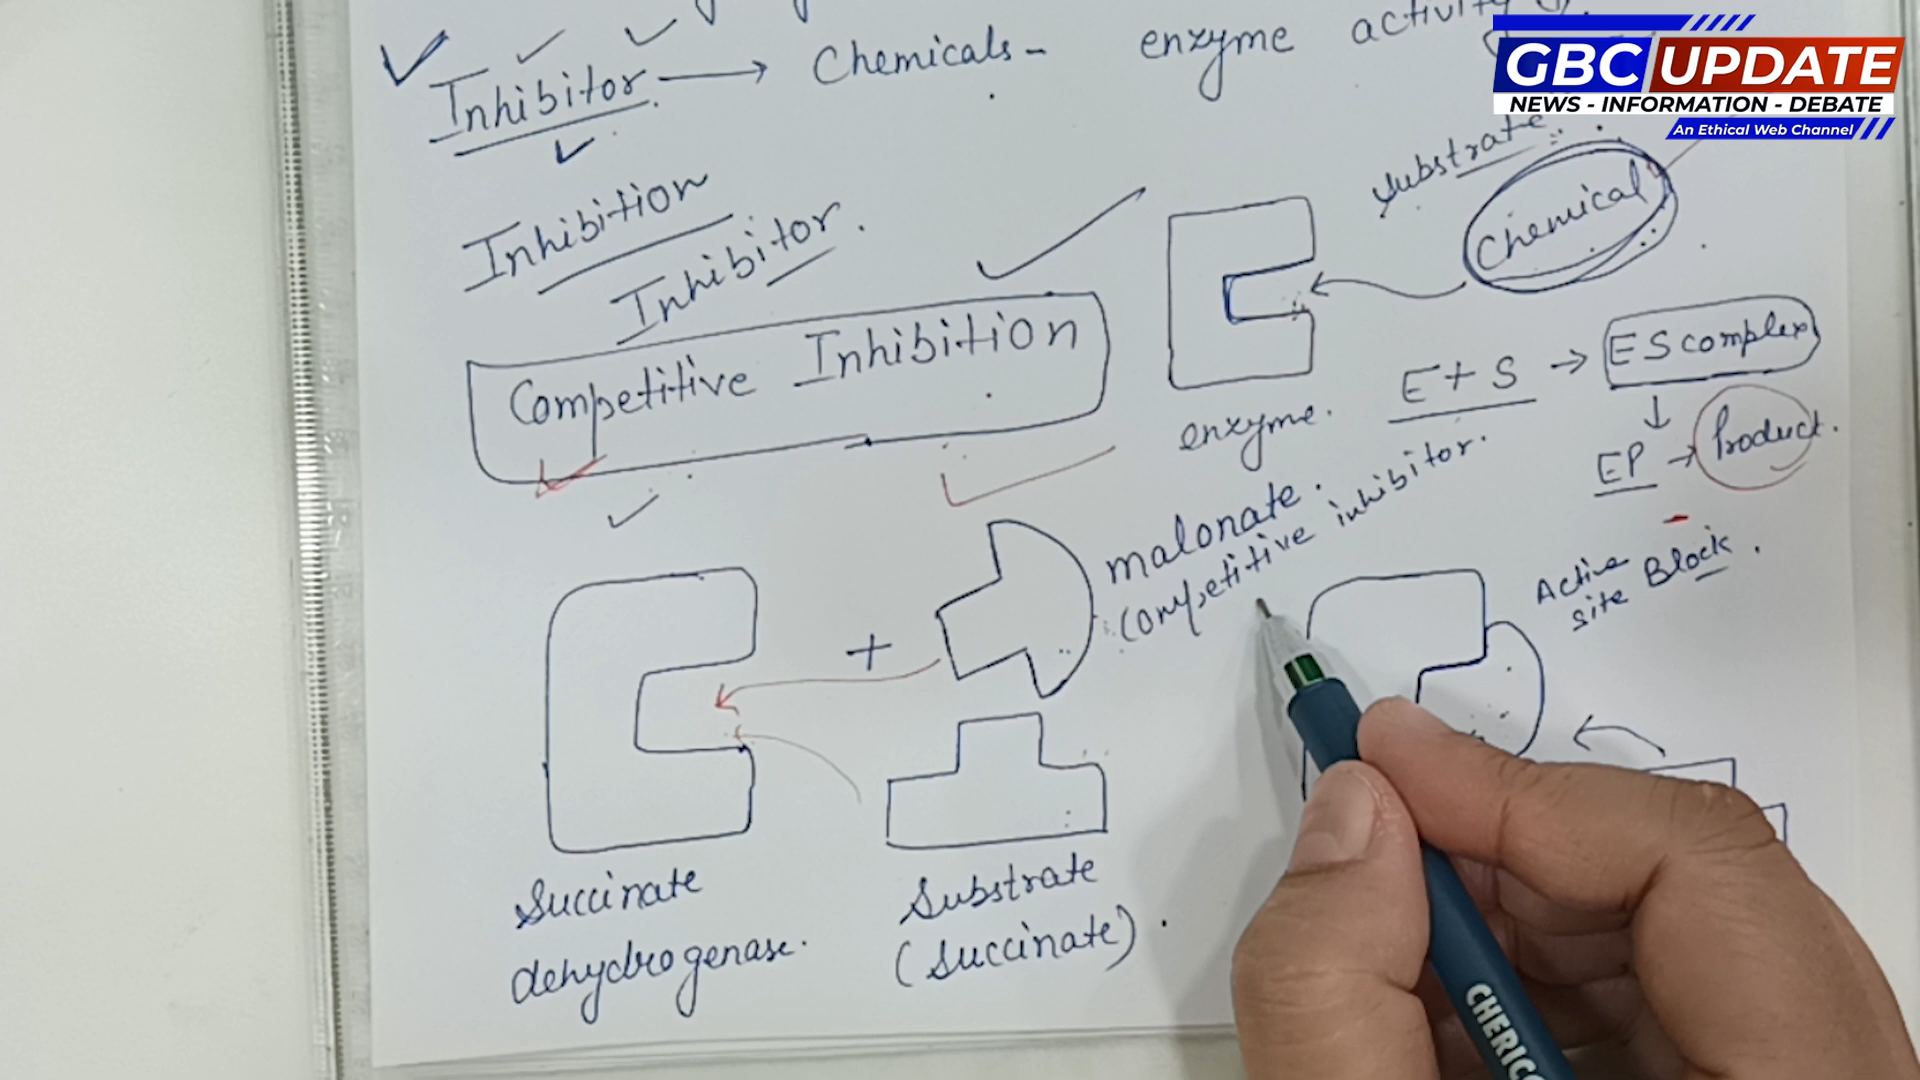 Inhibitor → Chemicals - enzyme activity
GBC UPDATE
NEWS - INFORMATION - DEBATE
An Ethical Web Channel
Substrate
Chemical
Inhibition
Inhibitor.
Competitive Inhibition
enzyme.
E + S → ES complex
↓
EP → Product.
malonate.
Competitive inhibitor.
Active
site Block.
+
Succinate
dehydrogenase.
Substrate
(Succinate).
CHERIC